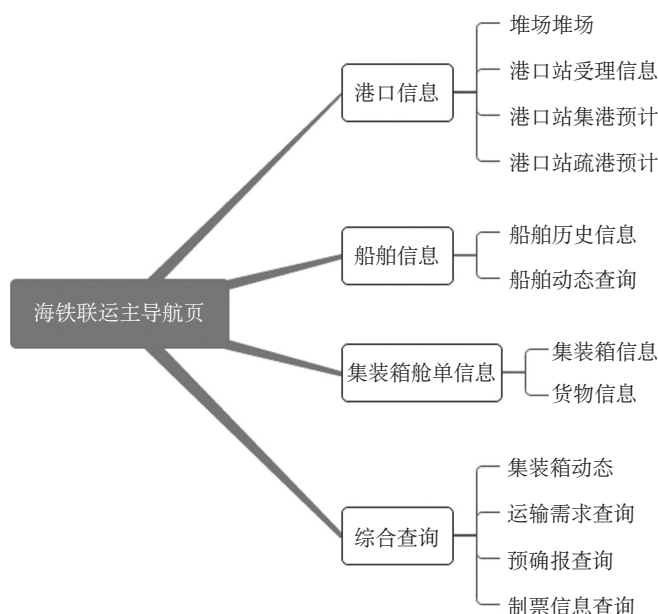 海铁联运主导航页
港口信息
堆场堆场
港口站受理信息
港口站集港预计
港口站疏港预计
船舶信息
船舶历史信息
船舶动态查询
集装箱舱单信息
集装箱信息
货物信息
综合查询
集装箱动态
运输需求查询
预确报查询
制票信息查询